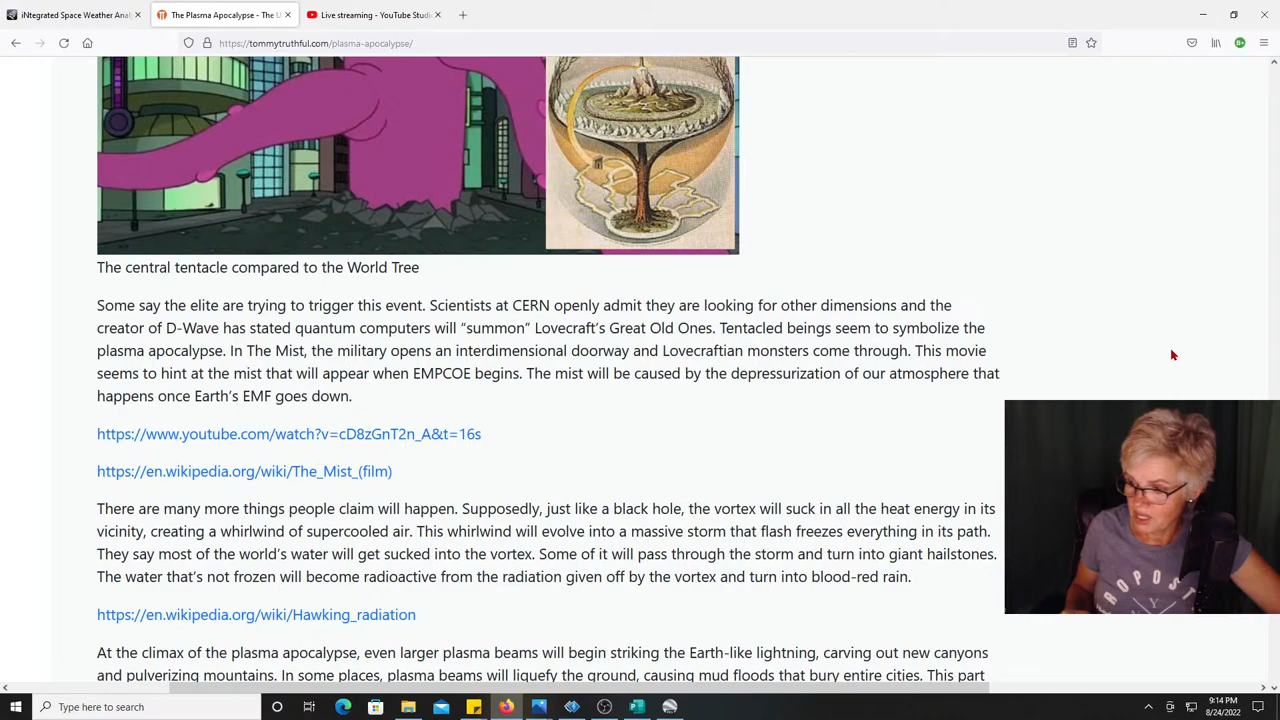 iNtegrated Space Weather Anal
The Plasma Apocalypse - The U
Live streaming - YouTube Studi
https://tommytruthful.com/plasma-apocalypse/
The central tentacle compared to the World Tree
Some say the elite are trying to trigger this event. Scientists at CERN openly admit they are looking for other dimensions and the
creator of D-Wave has stated quantum computers will “summon” Lovecraft’s Great Old Ones. Tentacled beings seem to symbolize the
plasma apocalypse. In The Mist, the military opens an interdimensional doorway and Lovecraftian monsters come through. This movie
seems to hint at the mist that will appear when EMPCOE begins. The mist will be caused by the depressurization of our atmosphere that
happens once Earth’s EMF goes down.
https://www.youtube.com/watch?v=cD8zGnT2n_A&t=16s
https://en.wikipedia.org/wiki/The_Mist_(film)
There are many more things people claim will happen. Supposedly, just like a black hole, the vortex will suck in all the heat energy in its
vicinity, creating a whirlwind of supercooled air. This whirlwind will evolve into a massive storm that flash freezes everything in its path.
They say most of the world’s water will get sucked into the vortex. Some of it will pass through the storm and turn into giant hailstones.
The water that’s not frozen will become radioactive from the radiation given off by the vortex and turn into blood-red rain.
https://en.wikipedia.org/wiki/Hawking_radiation
At the climax of the plasma apocalypse, even larger plasma beams will begin striking the Earth-like lightning, carving out new canyons
and pulverizing mountains. In some places, plasma beams will liquefy the ground, causing mud floods that bury entire cities. This part
Type here to search
9:14 PM
8/24/2022